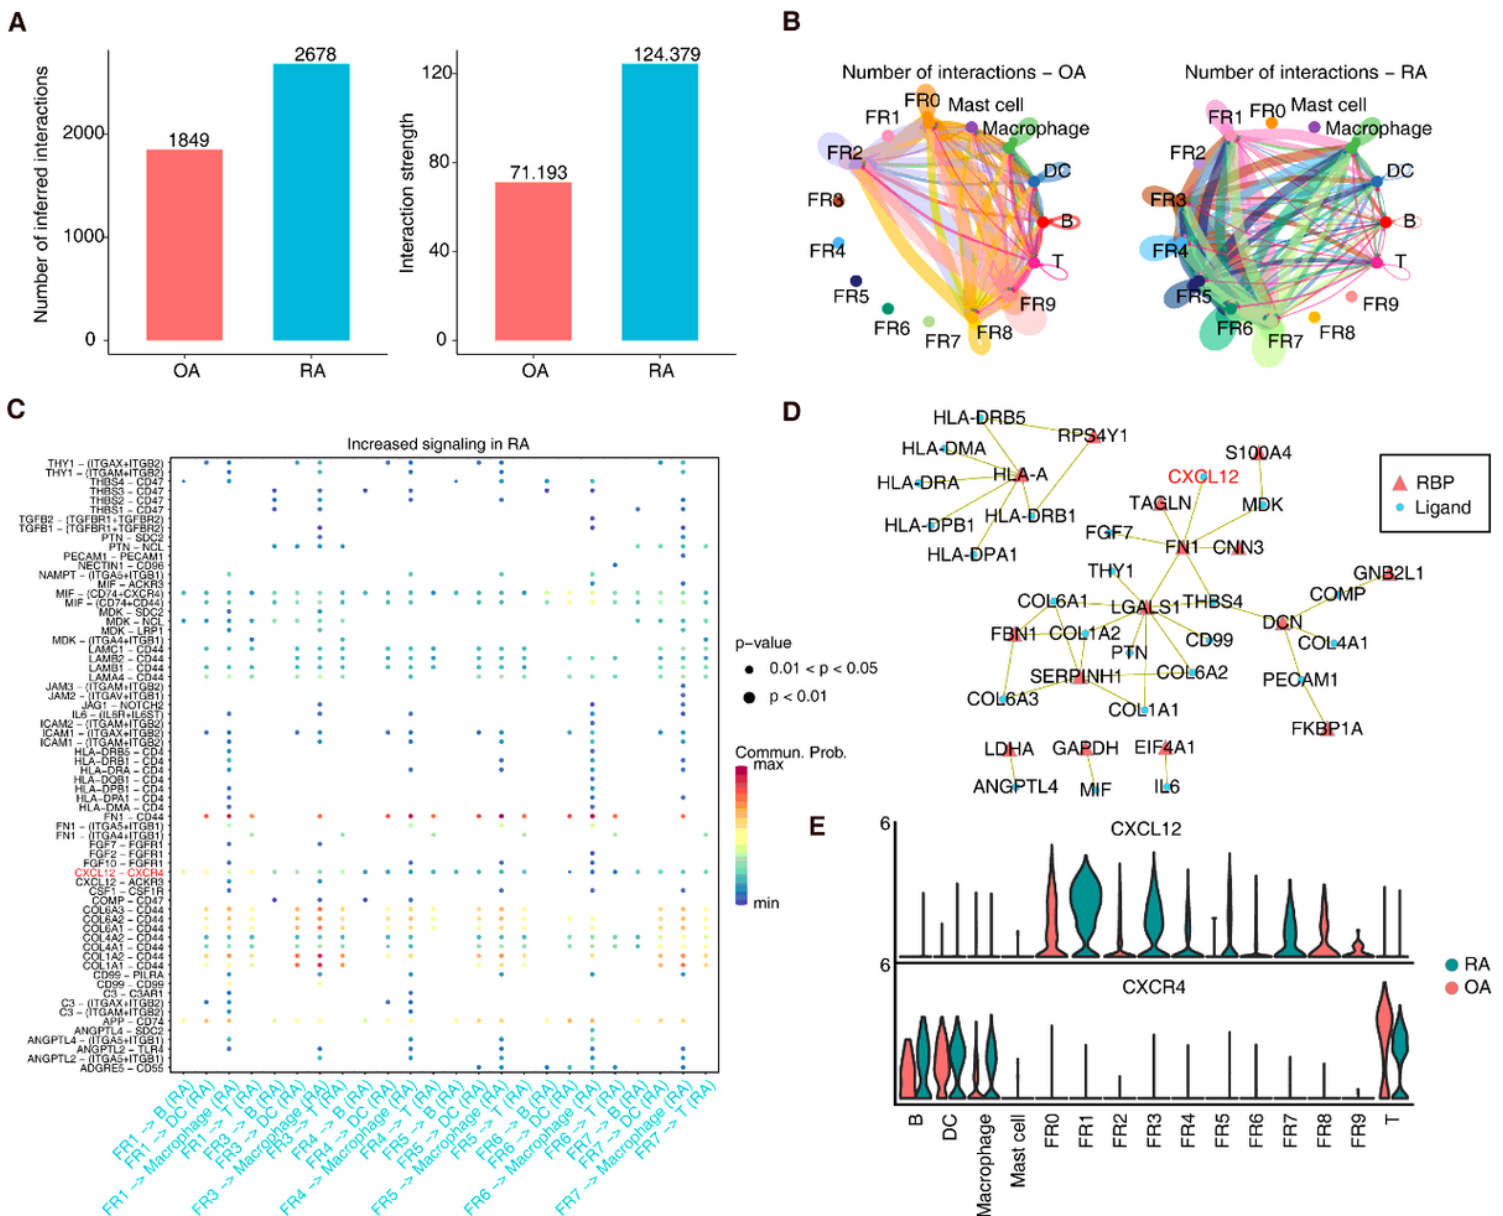 A
Number of inferred interactions
2000
1000
0
1849
2678
OA
RA
Interaction strength
120
80
40
0
71.193
124.379
OA
RA
B
Number of interactions – OA
FR0
Mast cell
FR1
Macrophage
FR2
DC
FR3
B
FR4
T
FR5
FR9
FR6
FR7
FR8
Number of interactions – RA
FR0
Mast cell
FR1
Macrophage
FR2
DC
FR3
B
FR4
T
FR5
FR9
FR6
FR7
FR8
C
Increased signaling in RA
THY1 – (ITGAX+ITGB2)
THY1 – (ITGAM+ITGB2)
THBS4 – CD47
THBS3 – CD47
THBS2 – CD47
THBS1 – CD47
TGFB2 – (TGFBR1+TGFBR2)
TGFB1 – (TGFBR1+TGFBR2)
PTN – SDC2
PTN – NCL
PECAM1 – PECAM1
NECTIN1 – CD96
NAMPT – (ITGA5+ITGB1)
MIF – ACKR3
MIF – (CD74+CXCR4)
MIF – (CD74+CD44)
MDK – SDC2
MDK – NCL
MDK – LRP1
MDK – (ITGA4+ITGB1)
LAMC1 – CD44
LAMB2 – CD44
LAMB1 – CD44
LAMA4 – CD44
JAM3 – (ITGAM+ITGB2)
JAM2 – (ITGAV+ITGB1)
JAG1 – NOTCH2
IL6 – (IL6R+IL6ST)
ICAM2 – (ITGAM+ITGB2)
ICAM1 – (ITGAX+ITGB2)
ICAM1 – (ITGAM+ITGB2)
HLA–DRB5 – CD4
HLA–DRB1 – CD4
HLA–DRA – CD4
HLA–DQB1 – CD4
HLA–DPB1 – CD4
HLA–DPA1 – CD4
HLA–DMA – CD4
FN1 – CD44
FN1 – (ITGA5+ITGB1)
FN1 – (ITGA4+ITGB1)
FGF7 – FGFR1
FGF2 – FGFR1
FGF10 – FGFR1
CXCL12 – CXCR4
CXCL12 – ACKR3
CSF1 – CSF1R
COMP – CD47
COL6A3 – CD44
COL6A2 – CD44
COL6A1 – CD44
COL4A2 – CD44
COL4A1 – CD44
COL1A2 – CD44
COL1A1 – CD44
CD99 – PILRA
CD99 – CD99
C3 – C3AR1
C3 – (ITGAX+ITGB2)
C3 – (ITGAM+ITGB2)
APP – CD74
ANGPTL4 – SDC2
ANGPTL4 – (ITGA5+ITGB1)
ANGPTL2 – TLR4
ANGPTL2 – (ITGA5+ITGB1)
ADGRE5 – CD55
FR1 –> B (RA)
FR1 –> DC (RA)
FR1 –> Macrophage (RA)
FR1 –> T (RA)
FR3 –> B (RA)
FR3 –> DC (RA)
FR3 –> Macrophage (RA)
FR3 –> T (RA)
FR4 –> B (RA)
FR4 –> DC (RA)
FR4 –> Macrophage (RA)
FR4 –> T (RA)
FR5 –> B (RA)
FR5 –> DC (RA)
FR5 –> Macrophage (RA)
FR5 –> T (RA)
FR6 –> B (RA)
FR6 –> DC (RA)
FR6 –> Macrophage (RA)
FR6 –> T (RA)
FR7 –> B (RA)
FR7 –> DC (RA)
FR7 –> Macrophage (RA)
FR7 –> T (RA)
p–value
0.01 < p < 0.05
p < 0.01
Commun. Prob.
max
min
D
HLA-DRB5
RPS4Y1
HLA-DMA
S100A4
HLA-A
CXCL12
HLA-DRA
TAGLN
MDK
HLA-DRB1
HLA-DPB1
FGF7
FN1
CNN3
HLA-DPA1
THY1
GNB2L1
COMP
COL6A1
LGALS1
THBS4
DCN
FBN1
COL1A2
CD99
COL4A1
PTN
SERPINH1
COL6A2
PECAM1
COL6A3
COL1A1
FKBP1A
LDHA
GAPDH
EIF4A1
ANGPTL4
MIF
IL6
RBP
Ligand
E
6
CXCL12
6
CXCR4
RA
OA
B
DC
Macrophage
Mast cell
FR0
FR1
FR2
FR3
FR4
FR5
FR6
FR7
FR8
FR9
T